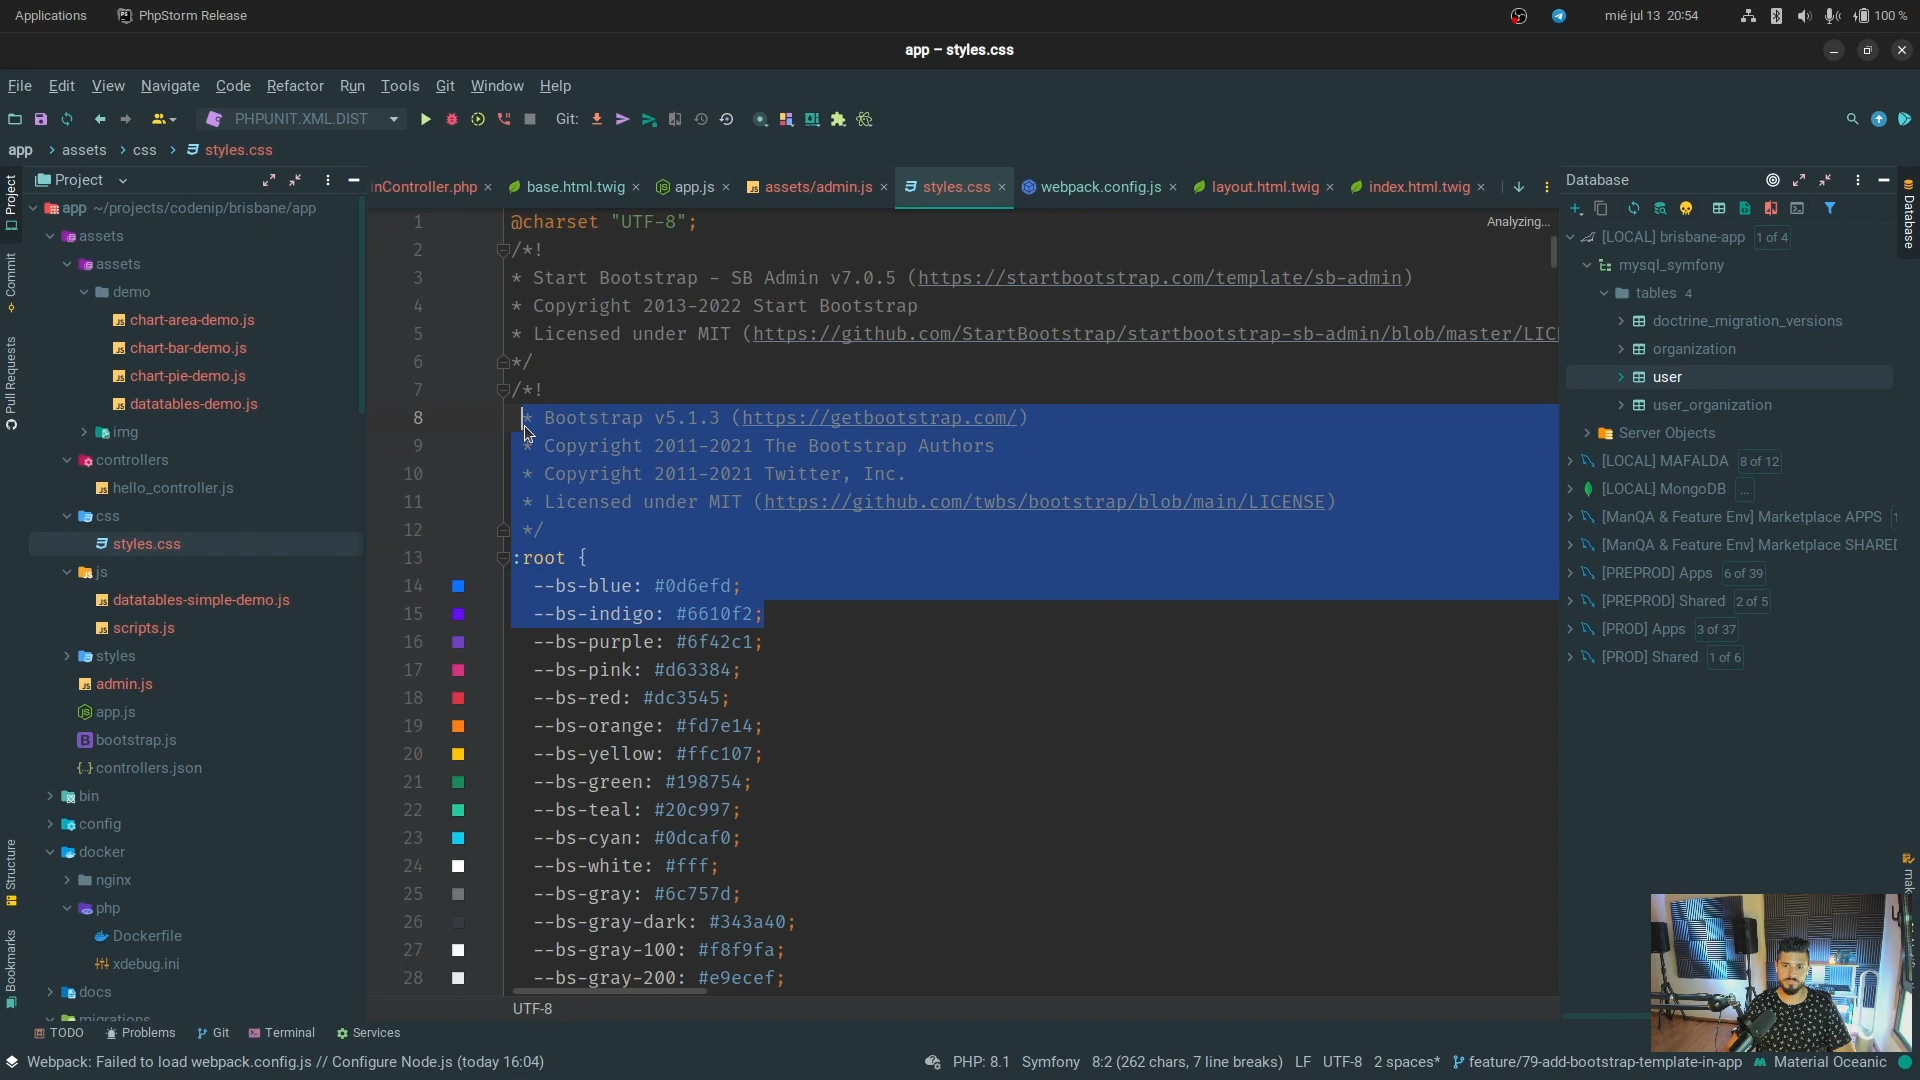 Applications
PhpStorm Release
mié jul 13 20:54
100 %
app – styles.css
File Edit View Navigate Code Refactor Run Tools Git Window Help
PHPUNIT.XML.DIST
Git:
app > assets > css > styles.css
Project
Commit
Pull Requests
Structure
Bookmarks
Project
app ~/projects/codenip/brisbane/app
assets
assets
demo
chart-area-demo.js
chart-bar-demo.js
chart-pie-demo.js
datatables-demo.js
img
controllers
hello_controller.js
css
styles.css
js
datatables-simple-demo.js
scripts.js
styles
admin.js
app.js
bootstrap.js
controllers.json
bin
config
docker
nginx
php
Dockerfile
xdebug.ini
docs
migrations
inController.php
base.html.twig
app.js
assets/admin.js
styles.css
webpack.config.js
layout.html.twig
index.html.twig
Analyzing...
1 @charset "UTF-8";
2 /*!
3 * Start Bootstrap - SB Admin v7.0.5 (https://startbootstrap.com/template/sb-admin)
4 * Copyright 2013-2022 Start Bootstrap
5 * Licensed under MIT (https://github.com/StartBootstrap/startbootstrap-sb-admin/blob/master/LIC
6 */
7 /*!
8 * Bootstrap v5.1.3 (https://getbootstrap.com/)
9 * Copyright 2011-2021 The Bootstrap Authors
10 * Copyright 2011-2021 Twitter, Inc.
11 * Licensed under MIT (https://github.com/twbs/bootstrap/blob/main/LICENSE)
12 */
13 :root {
14 --bs-blue: #0d6efd;
15 --bs-indigo: #6610f2;
16 --bs-purple: #6f42c1;
17 --bs-pink: #d63384;
18 --bs-red: #dc3545;
19 --bs-orange: #fd7e14;
20 --bs-yellow: #ffc107;
21 --bs-green: #198754;
22 --bs-teal: #20c997;
23 --bs-cyan: #0dcaf0;
24 --bs-white: #fff;
25 --bs-gray: #6c757d;
26 --bs-gray-dark: #343a40;
27 --bs-gray-100: #f8f9fa;
28 --bs-gray-200: #e9ecef;
UTF-8
Database
Database
[LOCAL] brisbane-app 1 of 4
mysql_symfony
tables 4
doctrine_migration_versions
organization
user
user_organization
Server Objects
[LOCAL] MAFALDA 8 of 12
[LOCAL] MongoDB ...
[ManQA & Feature Env] Marketplace APPS 1
[ManQA & Feature Env] Marketplace SHARE
[PREPROD] Apps 6 of 39
[PREPROD] Shared 2 of 5
[PROD] Apps 3 of 37
[PROD] Shared 1 of 6
TODO Problems Git Terminal Services
Webpack: Failed to load webpack.config.js // Configure Node.js (today 16:04)
PHP: 8.1 Symfony 8:2 (262 chars, 7 line breaks) LF UTF-8 2 spaces* feature/79-add-bootstrap-template-in-app Material Oceanic